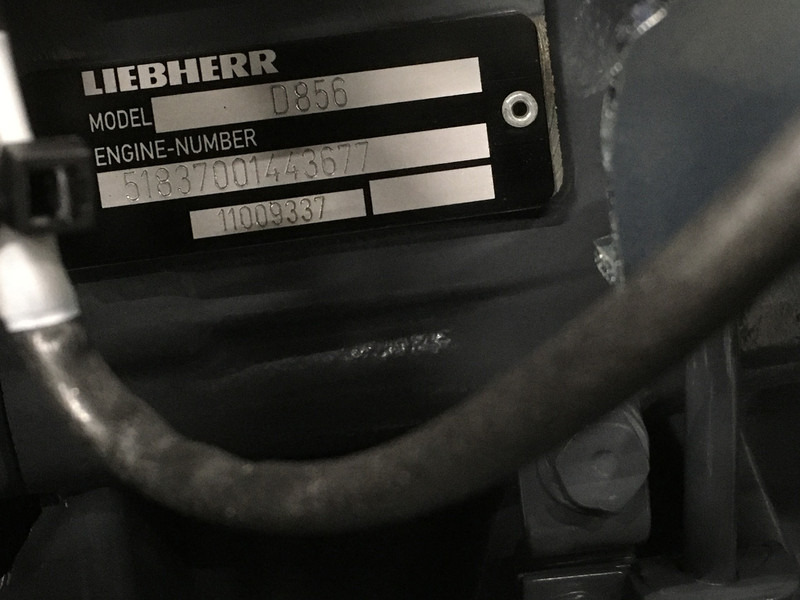 LIEBHERR
MODEL D856
ENGINE-NUMBER
51837001443677
11009337